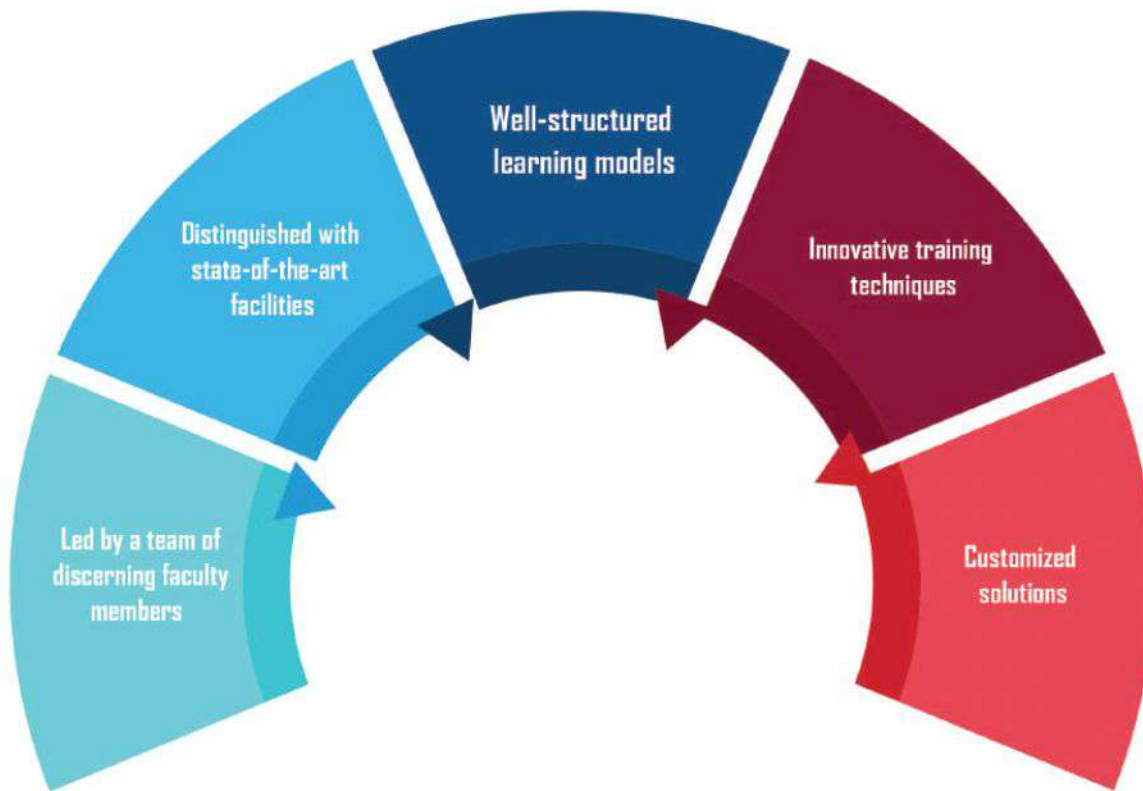 Led by a team of
discerning faculty
members
Distinguished with
state-of-the-art
facilities
Well-structured
learning models
Innovative training
techniques
Customized
solutions